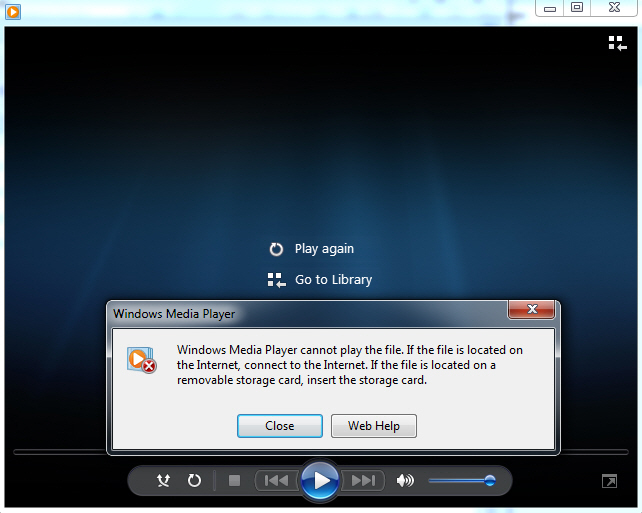 Play again
Go to Library
Windows Media Player
Windows Media Player cannot play the file. If the file is located on
the Internet, connect to the Internet. If the file is located on a
removable storage card, insert the storage card.
Close
Web Help